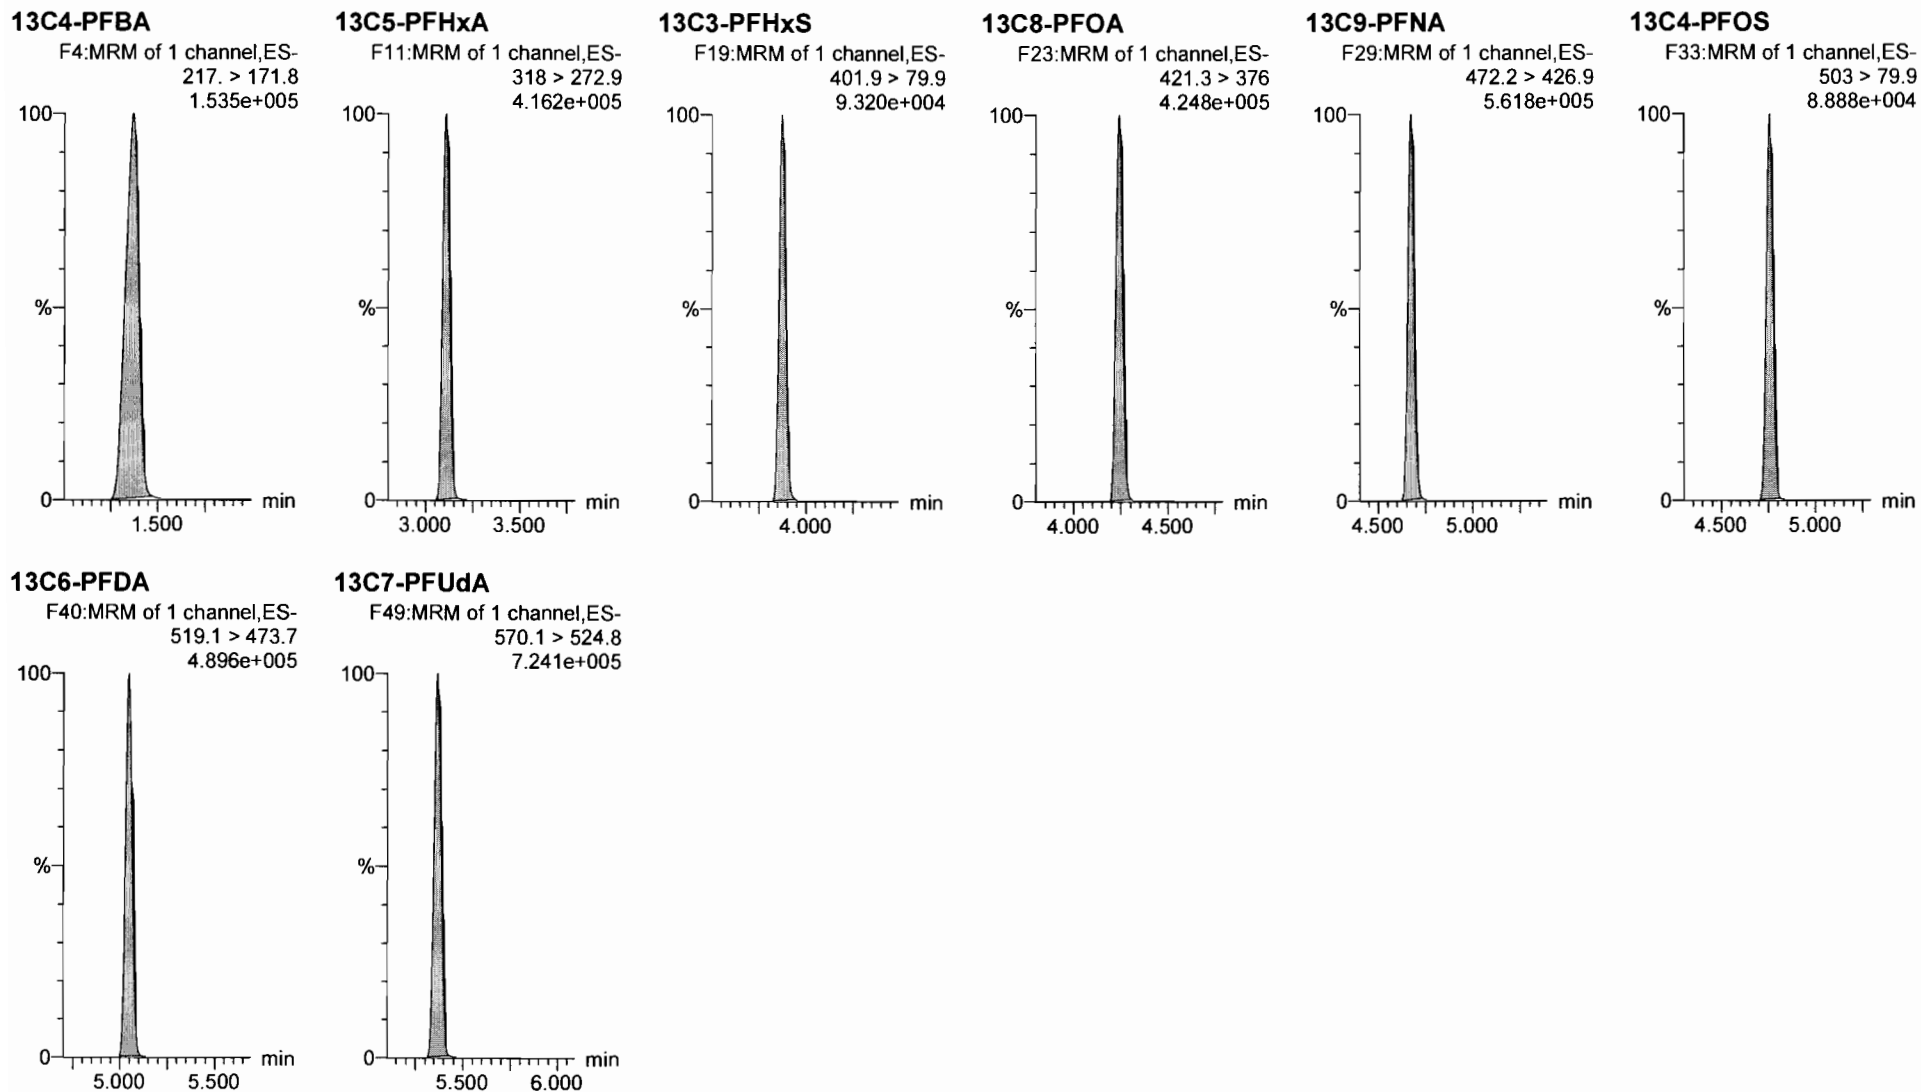 13C4-PFBA
F4:MRM of 1 channel,ES-
217. > 171.8
1.535e+005
100
%
0
min
1.500
13C5-PFHxA
F11:MRM of 1 channel,ES-
318 > 272.9
4.162e+005
100
%
0
min
3.000 3.500
13C3-PFHxS
F19:MRM of 1 channel,ES-
401.9 > 79.9
9.320e+004
100
%
0
min
4.000
13C8-PFOA
F23:MRM of 1 channel,ES-
421.3 > 376
4.248e+005
100
%
0
min
4.000 4.500
13C9-PFNA
F29:MRM of 1 channel,ES-
472.2 > 426.9
5.618e+005
100
%
0
min
4.500 5.000
13C4-PFOS
F33:MRM of 1 channel,ES-
503 > 79.9
8.888e+004
100
%
0
min
4.500 5.000
13C6-PFDA
F40:MRM of 1 channel,ES-
519.1 > 473.7
4.896e+005
100
%
0
min
5.000 5.500
13C7-PFUdA
F49:MRM of 1 channel,ES-
570.1 > 524.8
7.241e+005
100
%
0
min
5.500 6.000